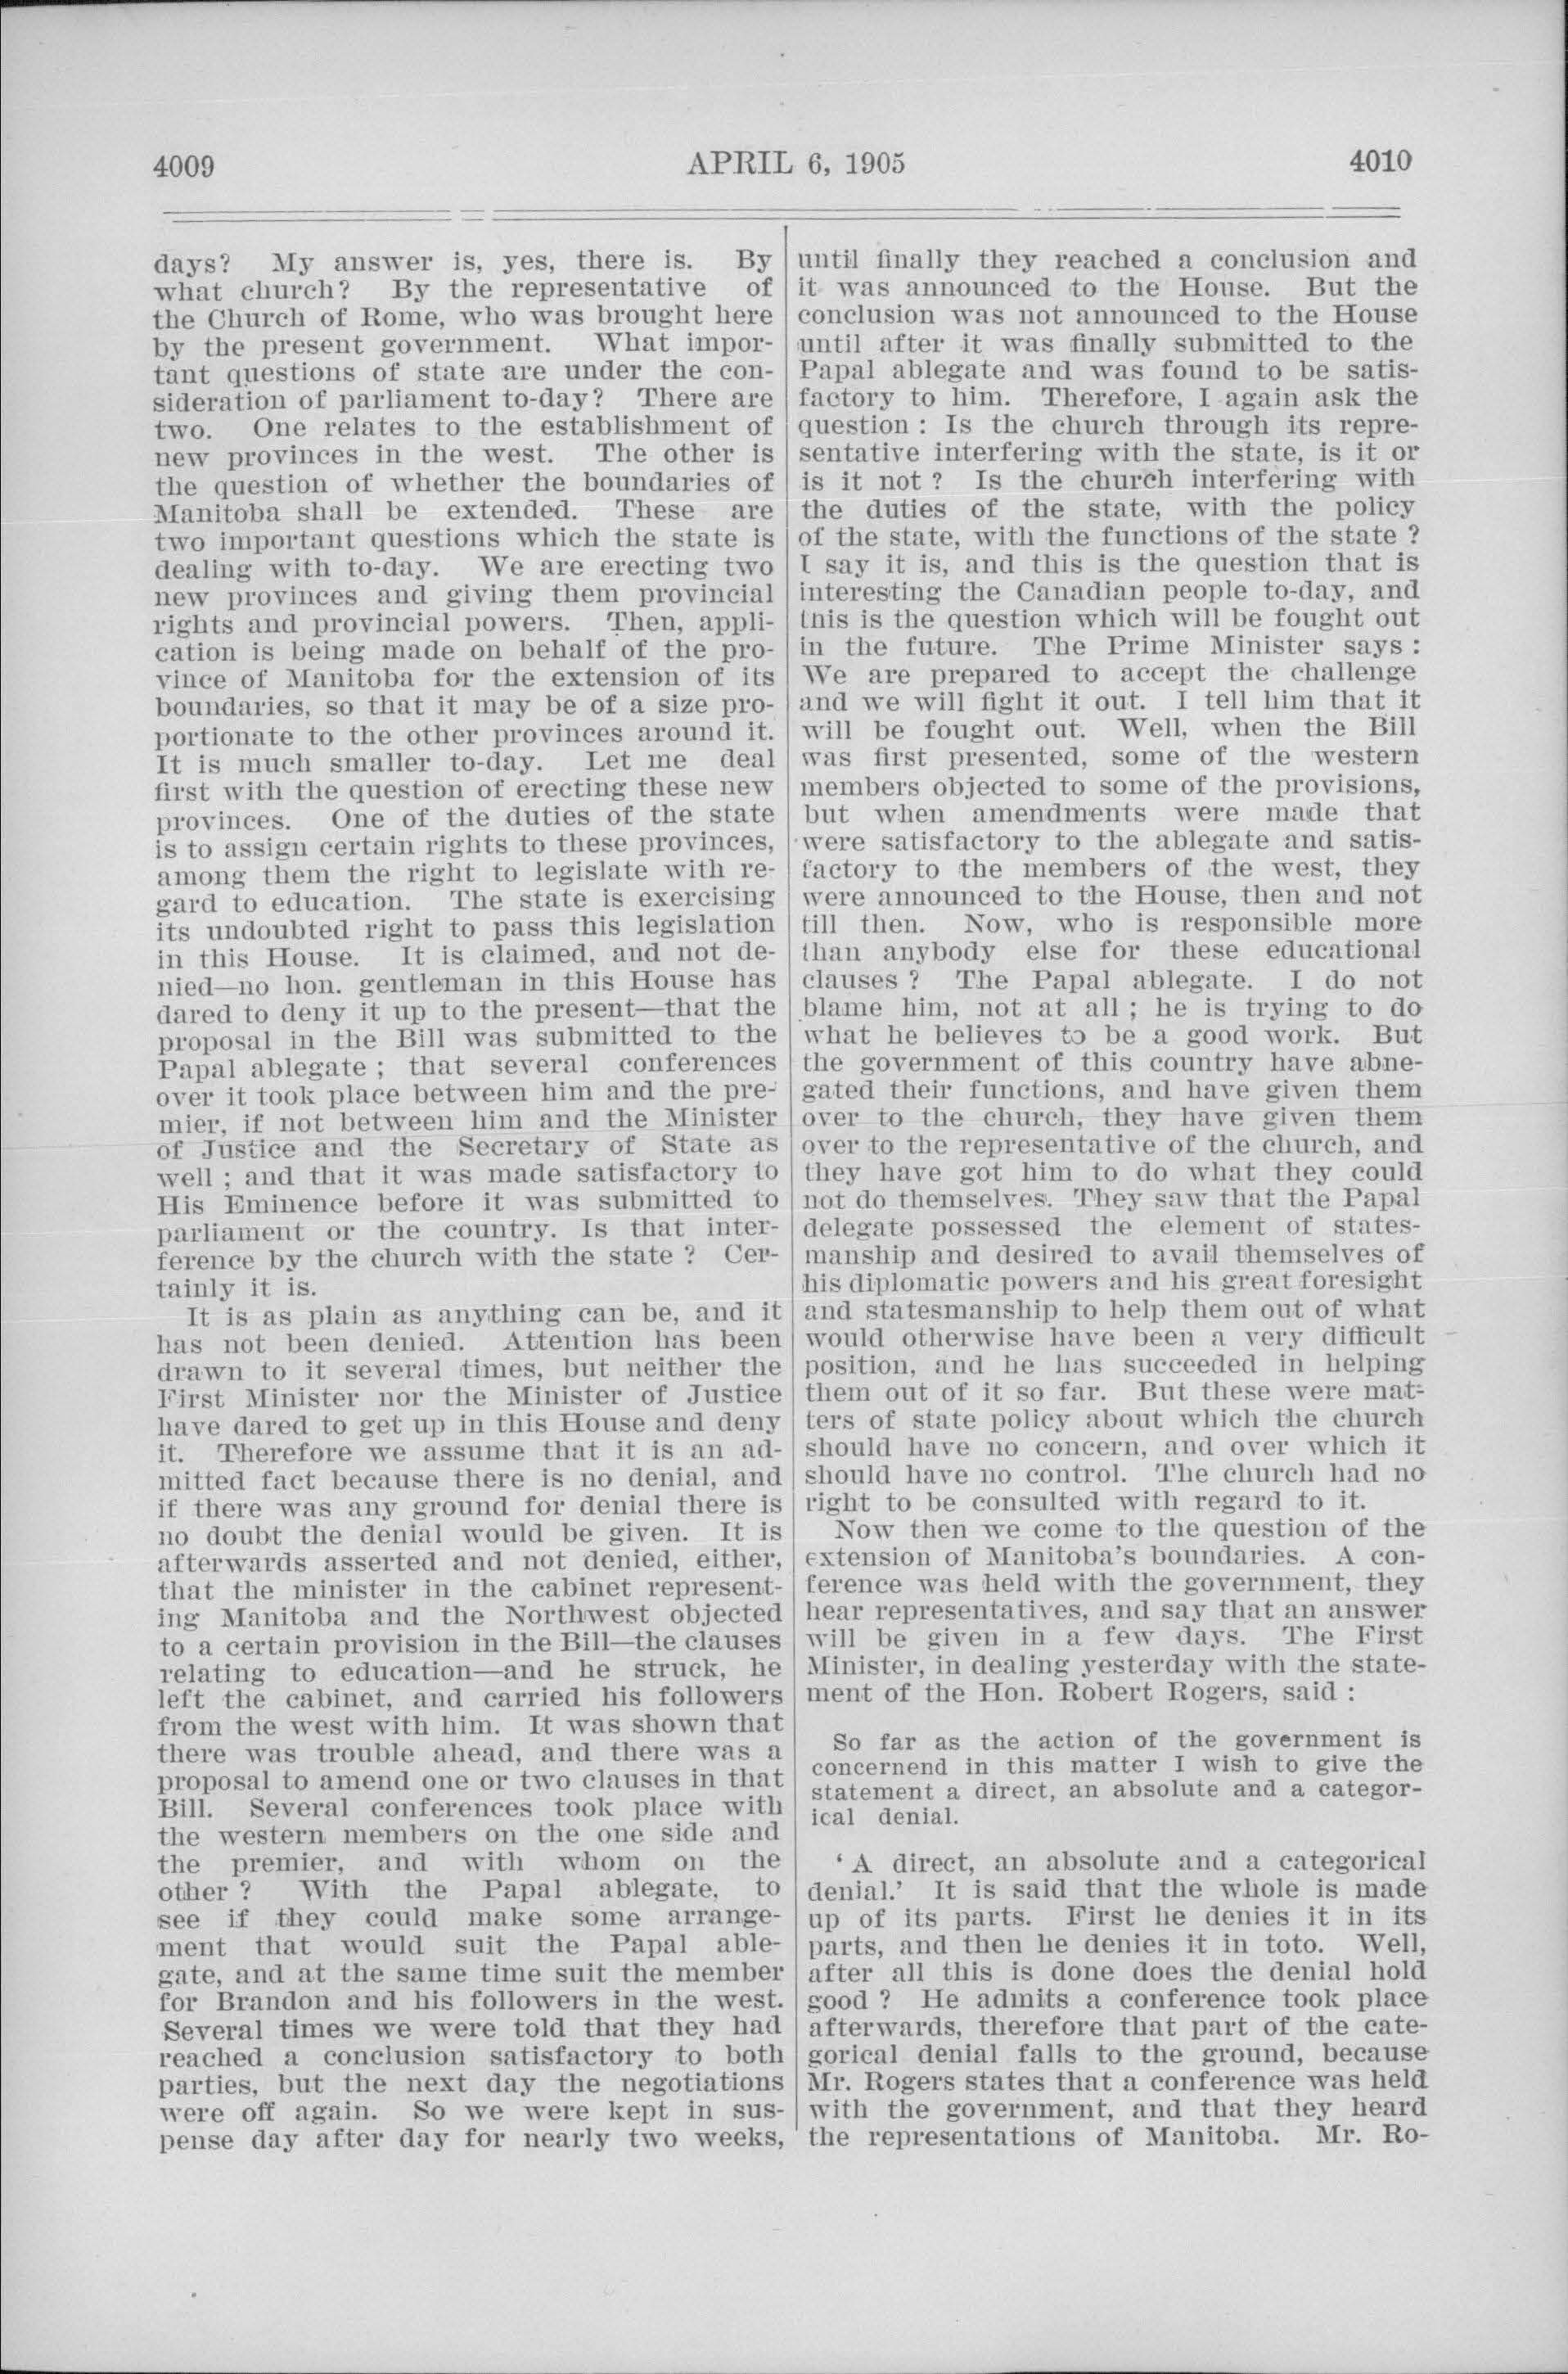 4009
APRIL 6, 1905
4010
days? My answer is, yes, there is. By
what church? By the representative of
the Church of Rome, who was brought here
by the present government. What impor-
tant questions of state are under the con-
sideration of parliament to-day? There are
two. One relates to the establishment of
new provinces in the west. The other is
the question of whether the boundaries of
Manitoba shall be extended. These are
two important questions which the state is
dealing with to-day. We are erecting two
new provinces and giving them provincial
rights and provincial powers. Then, appli-
cation is being made on behalf of the pro-
vince of Manitoba for the extension of its
boundaries, so that it may be of a size pro-
portionate to the other provinces around it.
It is much smaller to-day. Let me deal
first with the question of erecting these new
provinces. One of the duties of the state
is to assign certain rights to these provinces,
among them the right to legislate with re-
gard to education. The state is exercising
its undoubted right to pass this legislation
in this House. It is claimed, and not de-
nied—no hon. gentleman in this House has
dared to deny it up to the present—that the
proposal in the Bill was submitted to the
Papal ablegate ; that several conferences
over it took place between him and the pre-
mier, if not between him and the Minister
of Justice and the Secretary of State as
well ; and that it was made satisfactory to
His Eminence before it was submitted to
parliament or the country. Is that inter-
ference by the church with the state ? Cer-
tainly it is.
It is as plain as anything can be, and it
has not been denied. Attention has been
drawn to it several times, but neither the
First Minister nor the Minister of Justice
have dared to get up in this House and deny
it. Therefore we assume that it is an ad-
mitted fact because there is no denial, and
if there was any ground for denial there is
no doubt the denial would be given. It is
afterwards asserted and not denied, either,
that the minister in the cabinet represent-
ing Manitoba and the Northwest objected
to a certain provision in the Bill—the clauses
relating to education—and he struck, he
left the cabinet, and carried his followers
from the west with him. It was shown that
there was trouble ahead, and there was a
proposal to amend one or two clauses in that
Bill. Several conferences took place with
the western members on the one side and
the premier, and with whom on the
other ? With the Papal ablegate, to
see if they could make some arrange-
ment that would suit the Papal able-
gate, and at the same time suit the member
for Brandon and his followers in the west.
Several times we were told that they had
reached a conclusion satisfactory to both
parties, but the next day the negotiations
were off again. So we were kept in sus-
pense day after day for nearly two weeks,
until finally they reached a conclusion and
it was announced to the House. But the
conclusion was not announced to the House
until after it was finally submitted to the
Papal ablegate and was found to be satis-
factory to him. Therefore, I again ask the
question : Is the church through its repre-
sentative interfering with the state, is it or
is it not ? Is the church interfering with
the duties of the state, with the policy
of the state, with the functions of the state ?
I say it is, and this is the question that is
interesting the Canadian people to-day, and
this is the question which will be fought out
in the future. The Prime Minister says :
We are prepared to accept the challenge
and we will fight it out. I tell him that it
will be fought out. Well, when the Bill
was first presented, some of the western
members objected to some of the provisions,
but when amendments were made that
were satisfactory to the ablegate and satis-
factory to the members of the west, they
were announced to the House, then and not
till then. Now, who is responsible more
than anybody else for these educational
clauses ? The Papal ablegate. I do not
blame him, not at all ; he is trying to do
what he believes to be a good work. But
the government of this country have abne-
gated their functions, and have given them
over to the church, they have given them
over to the representative of the church, and
they have got him to do what they could
not do themselves. They saw that the Papal
delegate possessed the element of states-
manship and desired to avail themselves of
his diplomatic powers and his great foresight
and statesmanship to help them out of what
would otherwise have been a very difficult
position, and he has succeeded in helping
them out of it so far. But these were mat-
ters of state policy about which the church
should have no concern, and over which it
should have no control. The church had no
right to be consulted with regard to it.
Now then we come to the question of the
extension of Manitoba's boundaries. A con-
ference was held with the government, they
hear representatives, and say that an answer
will be given in a few days. The First
Minister, in dealing yesterday with the state-
ment of the Hon. Robert Rogers, said :
So far as the action of the government is
concernend in this matter I wish to give the
statement a direct, an absolute and a categor-
ical denial.
‘ A direct, an absolute and a categorical
denial.’ It is said that the whole is made
up of its parts. First he denies it in its
parts, and then he denies it in toto. Well,
after all this is done does the denial hold
good ? He admits a conference took place
afterwards, therefore that part of the cate-
gorical denial falls to the ground, because
Mr. Rogers states that a conference was held
with the government, and that they heard
the representations of Manitoba. Mr. Ro-